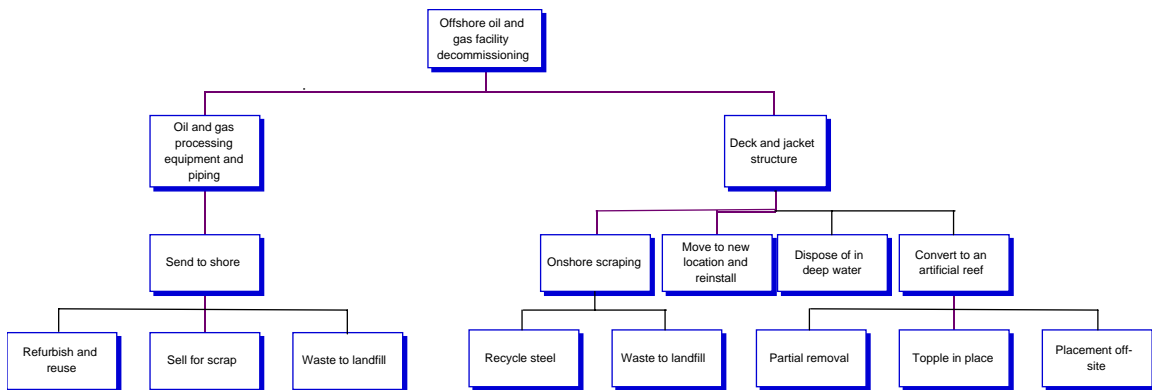 Offshore oil and
gas facility
decommissioning
Oil and gas
processing
equipment and
piping
Deck and jacket
structure
Send to shore
Onshore scraping
Move to new
location and
reinstall
Dispose of in
deep water
Convert to an
artificial reef
Refurbish and
reuse
Sell for scrap
Waste to landfill
Recycle steel
Waste to landfill
Partial removal
Topple in place
Placement off-
site